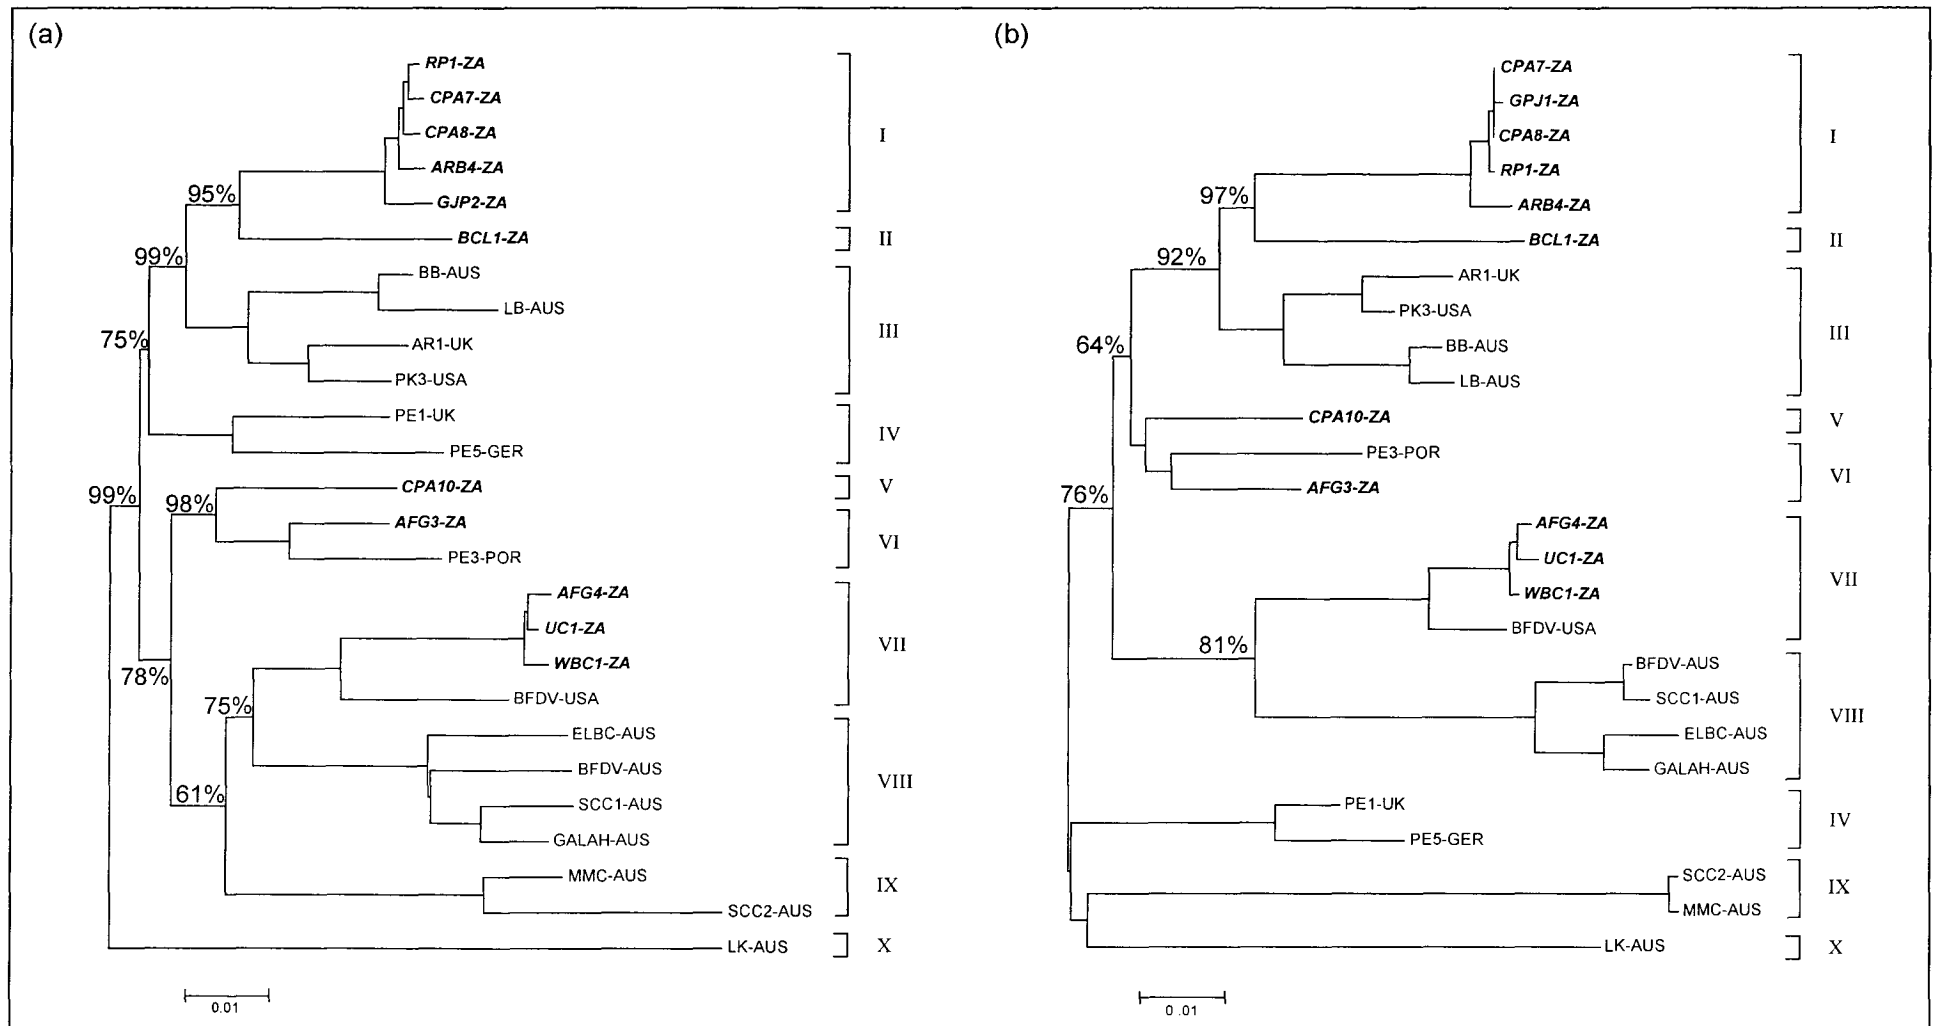 (a)
RP1-ZA
CPA7-ZA
CPA8-ZA
ARB4-ZA
GJP2-ZA
I
95%
BCL1-ZA
II
99%
BB-AUS
LB-AUS
AR1-UK
PK3-USA
III
75%
PE1-UK
PE5-GER
IV
99%
98%
CPA10-ZA
V
AFG3-ZA
PE3-POR
VI
AFG4-ZA
UC1-ZA
WBC1-ZA
BFDV-USA
VII
78%
75%
ELBC-AUS
BFDV-AUS
SCC1-AUS
GALAH-AUS
VIII
61%
MMC-AUS
SCC2-AUS
IX
LK-AUS
X
0.01
(b)
CPA7-ZA
GPJ1-ZA
CPA8-ZA
RP1-ZA
ARB4-ZA
I
97%
BCL1-ZA
II
92%
AR1-UK
PK3-USA
BB-AUS
LB-AUS
III
64%
CPA10-ZA
V
PE3-POR
AFG3-ZA
VI
76%
AFG4-ZA
UC1-ZA
WBC1-ZA
BFDV-USA
VII
81%
BFDV-AUS
SCC1-AUS
ELBC-AUS
GALAH-AUS
VIII
PE1-UK
PE5-GER
IV
SCC2-AUS
MMC-AUS
IX
LK-AUS
X
0.01